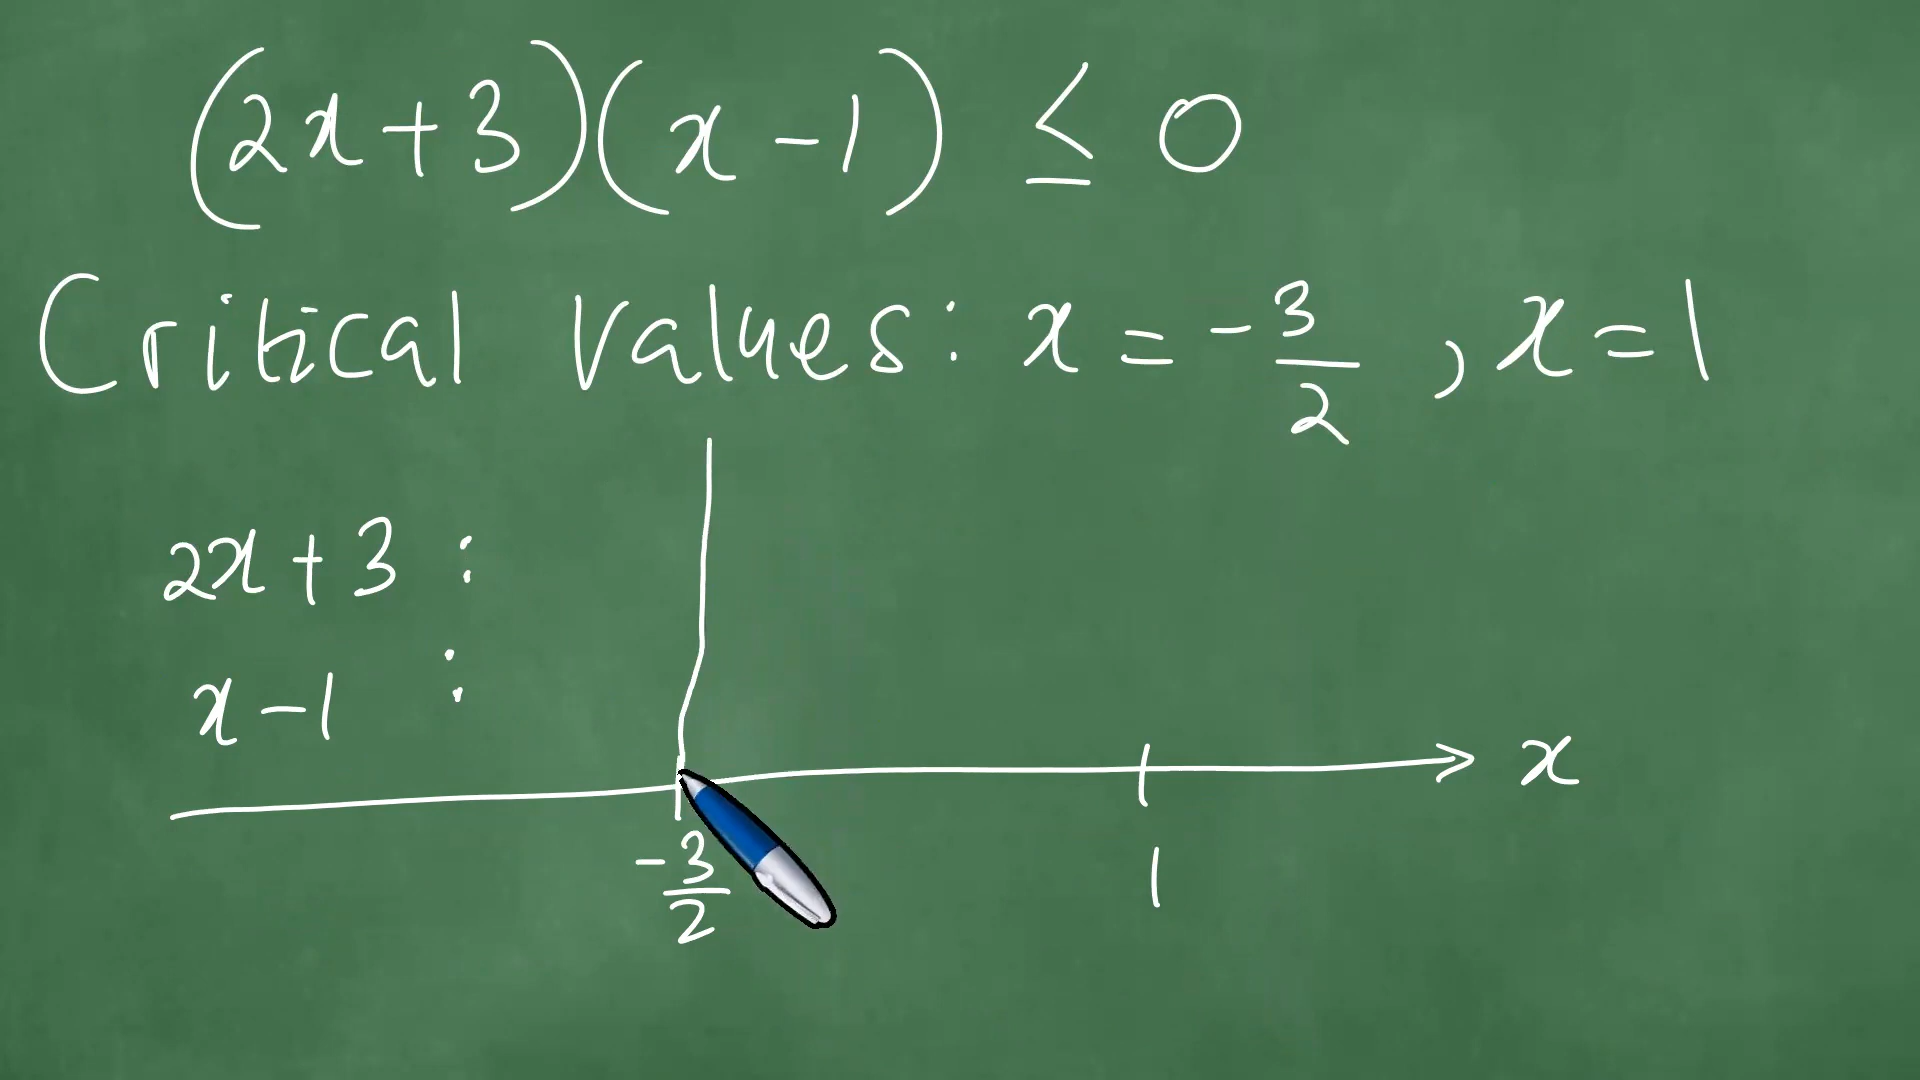 (2x+3)(x-1) ≤ 0
Critical values: x = -3/2, x = 1
2x+3 :
x-1 :
x
-3/2 1